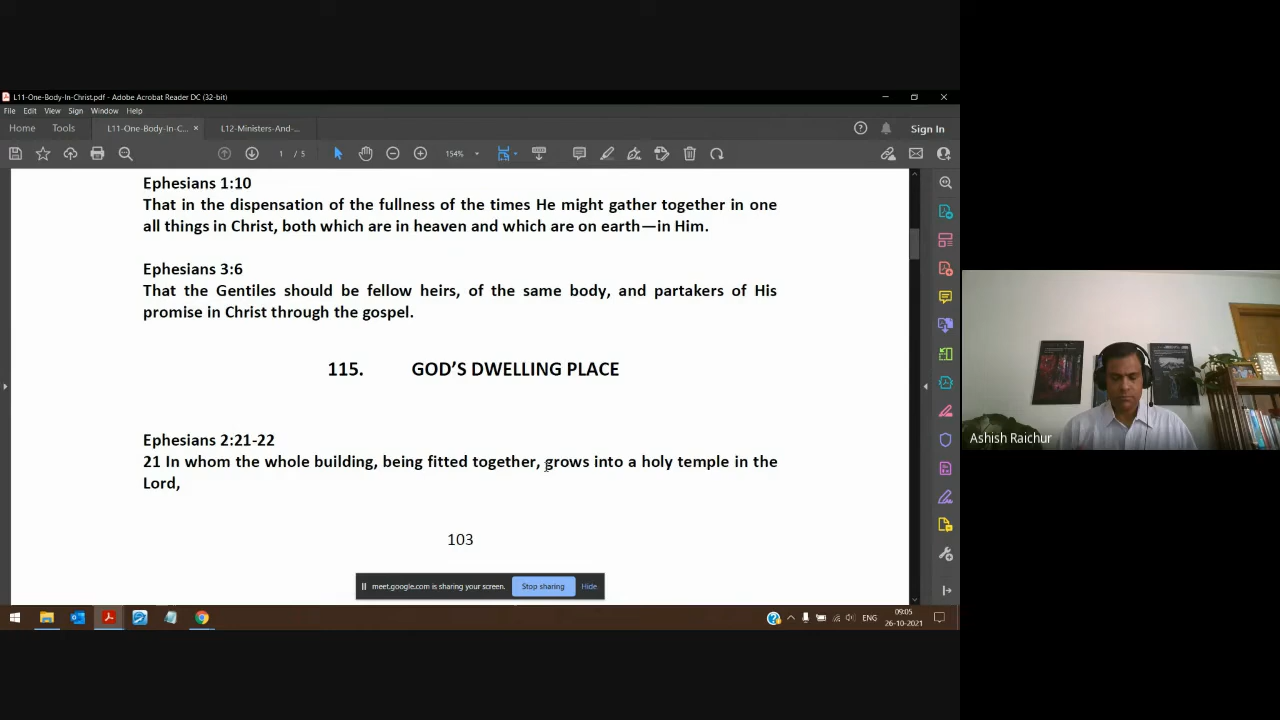 L11-One-Body-In-Christ.pdf - Adobe Acrobat Reader DC (32-bit)
File Edit View Sign Window Help
Home Tools L11-One-Body-In-C... × L12-Ministers-And-... Sign In
1 / 5 154%
Ephesians 1:10
That in the dispensation of the fullness of the times He might gather together in one
all things in Christ, both which are in heaven and which are on earth—in Him.
Ephesians 3:6
That the Gentiles should be fellow heirs, of the same body, and partakers of His
promise in Christ through the gospel.
115. GOD'S DWELLING PLACE
Ephesians 2:21-22
21 In whom the whole building, being fitted together, grows into a holy temple in the
Lord,
103
meet.google.com is sharing your screen. Stop sharing Hide
ENG
09:05
26-10-2021
Ashish Raichur